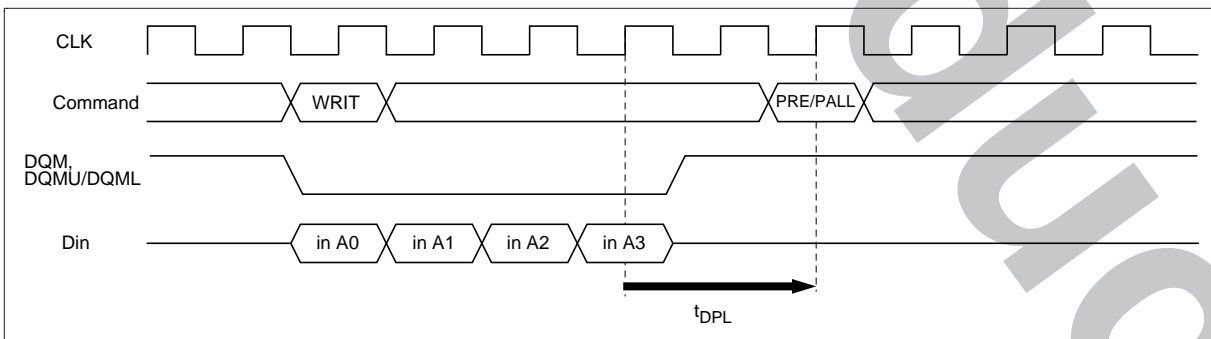 CLK
Command WRIT PRE/PALL
DQM,
DQMU/DQML
Din in A0 in A1 in A2 in A3
tDPL